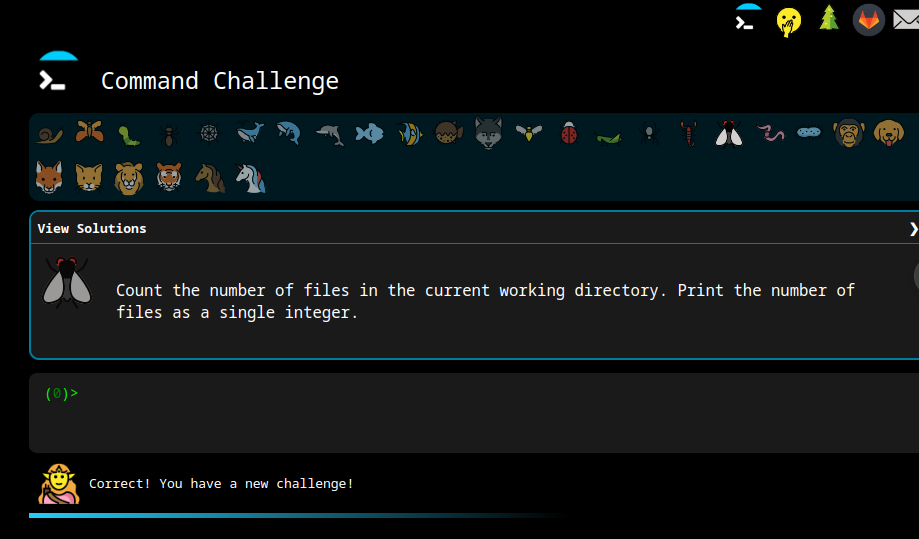 Command Challenge
View Solutions
Count the number of files in the current working directory. Print the number of
files as a single integer.
(0)>
Correct! You have a new challenge!